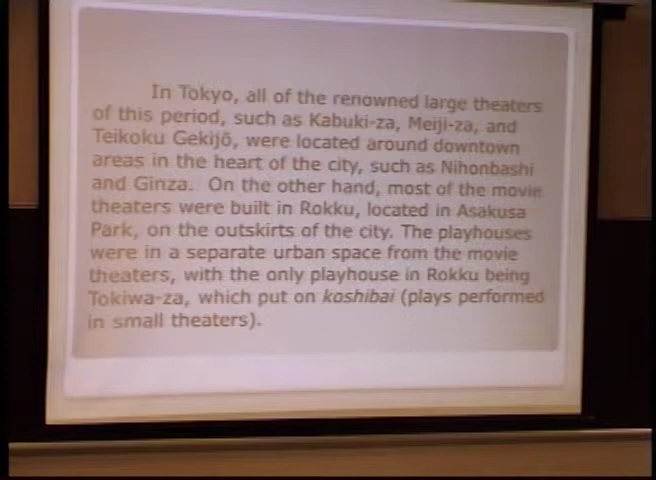 In Tokyo, all of the renowned large theaters
of this period, such as Kabuki-za, Meiji-za, and
Teikoku Gekijō, were located around downtown
areas in the heart of the city, such as Nihonbashi
and Ginza. On the other hand, most of the movie
theaters were built in Rokku, located in Asakusa
Park, on the outskirts of the city. The playhouses
were in a separate urban space from the movie
theaters, with the only playhouse in Rokku being
Tokiwa-za, which put on koshibai (plays performed
in small theaters).